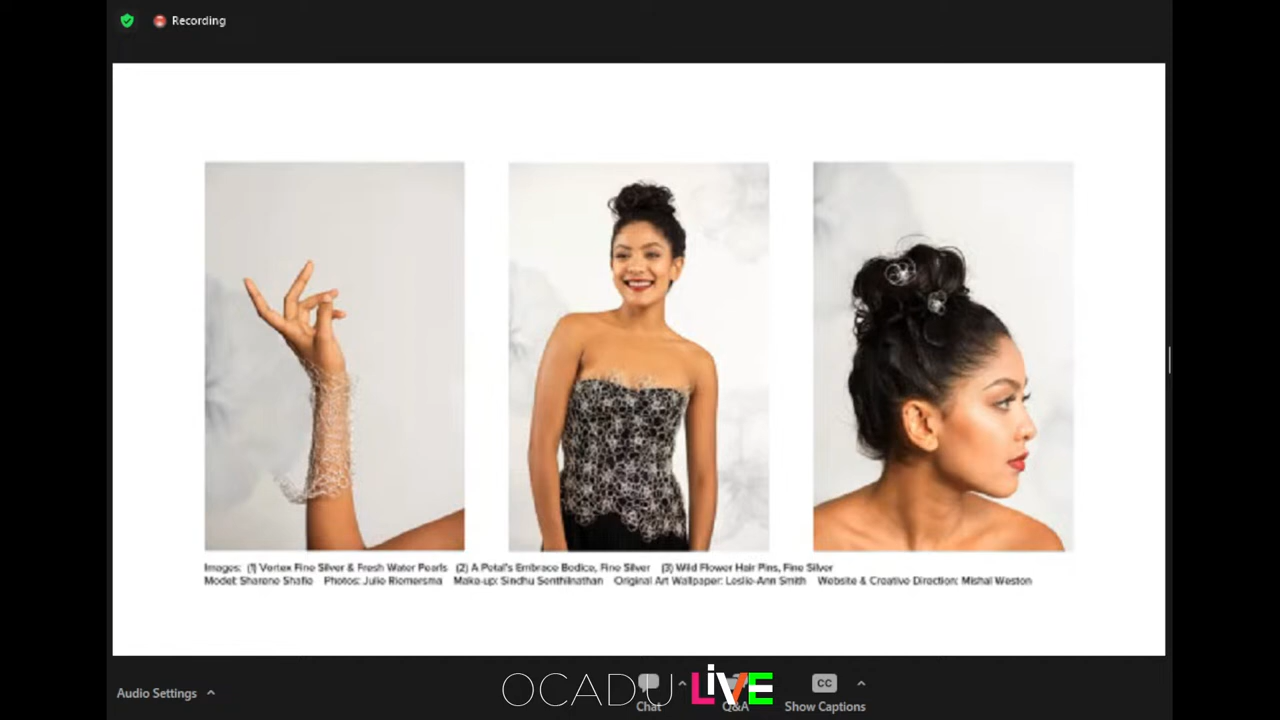 Recording
Images: (1) Vertex Fine Silver & Fresh Water Pearls (2) A Petal's Embrace Bodice, Fine Silver (3) Wild Flower Hair Pins, Fine Silver
Model: Sharene Shafie Photos: Julie Riemersma Make-up: Sindhu Senthilnathan Original Art Wallpaper: Leslie-Ann Smith Website & Creative Direction: Mishal Weston
OCADU LiVE
CC
Audio Settings Chat Q&A Show Captions